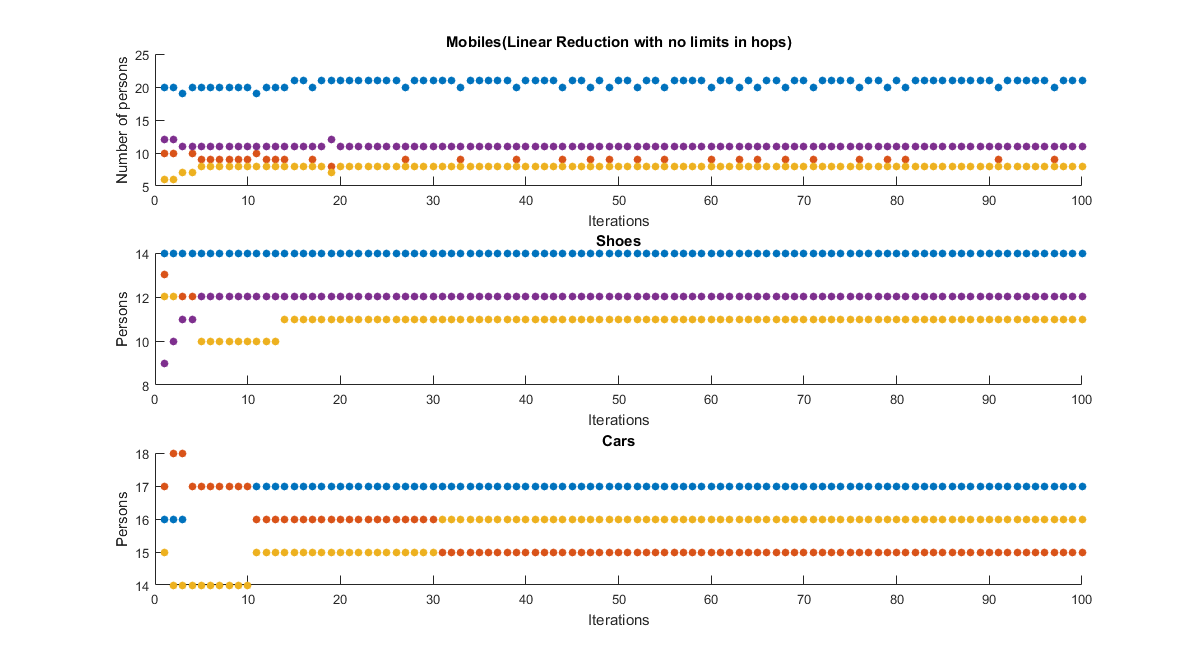 Mobiles(Linear Reduction with no limits in hops)
Number of persons
25
20
15
10
5
0 10 20 30 40 50 60 70 80 90 100
Iterations
Shoes
Persons
14
12
10
8
0 10 20 30 40 50 60 70 80 90 100
Iterations
Cars
Persons
18
17
16
15
14
0 10 20 30 40 50 60 70 80 90 100
Iterations